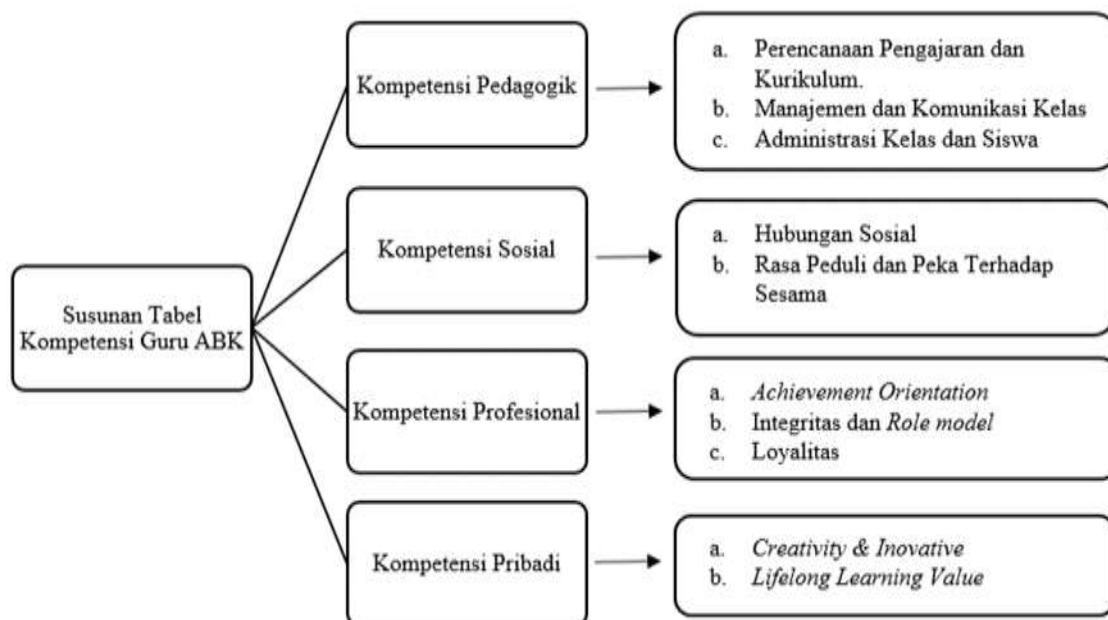 Susunan Tabel
Kompetensi Guru ABK
Kompetensi Pedagogik
a. Perencanaan Pengajaran dan
Kurikulum.
b. Manajemen dan Komunikasi Kelas
c. Administrasi Kelas dan Siswa
Kompetensi Sosial
a. Hubungan Sosial
b. Rasa Peduli dan Peka Terhadap
Sesama
Kompetensi Profesional
a. Achievement Orientation
b. Integritas dan Role model
c. Loyalitas
Kompetensi Pribadi
a. Creativity & Inovative
b. Lifelong Learning Value